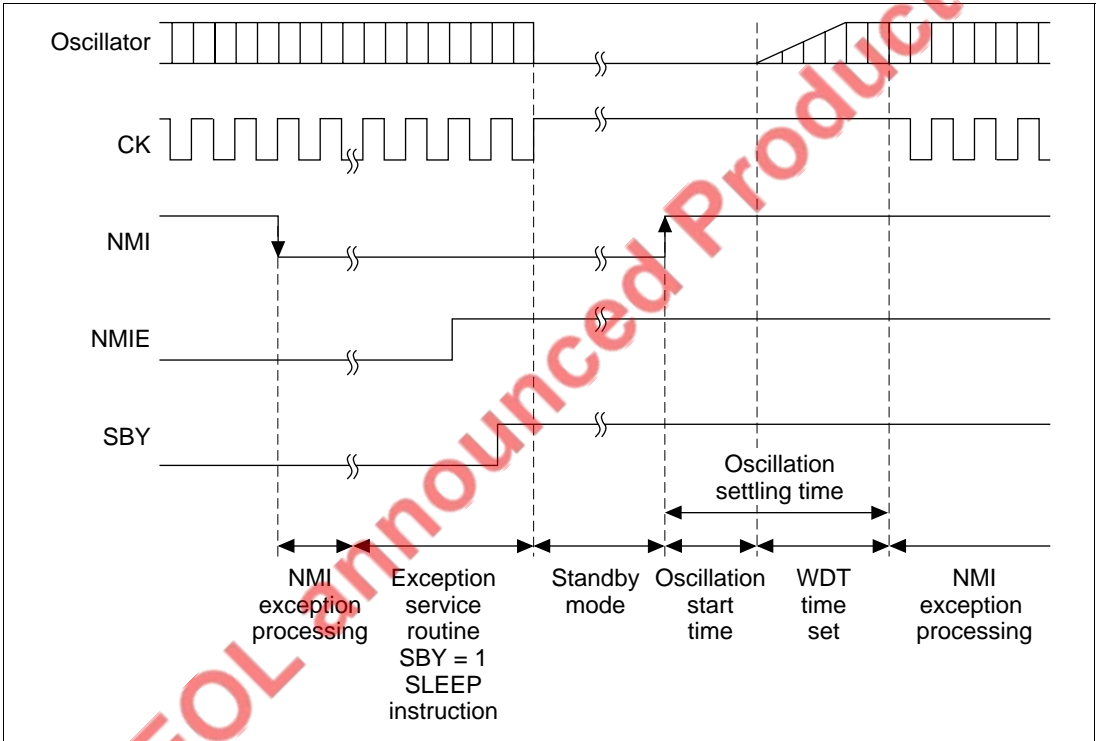 Oscillator
CK
NMI
NMIE
SBY
Oscillation
settling time
NMI
exception
processing
Exception
service
routine
SBY = 1
SLEEP
instruction
Standby
mode
Oscillation
start
time
WDT
time
set
NMI
exception
processing
EOL announced Product